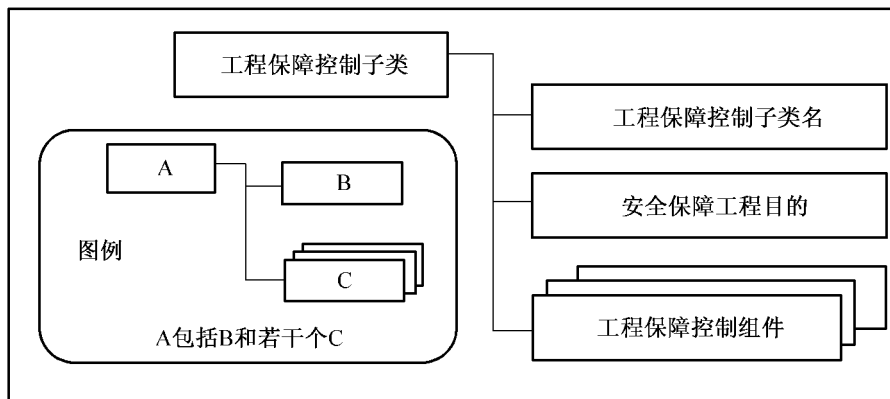 工程保障控制子类
工程保障控制子类名
安全保障工程目的
工程保障控制组件
A
B
图例
C
A包括B和若干个C